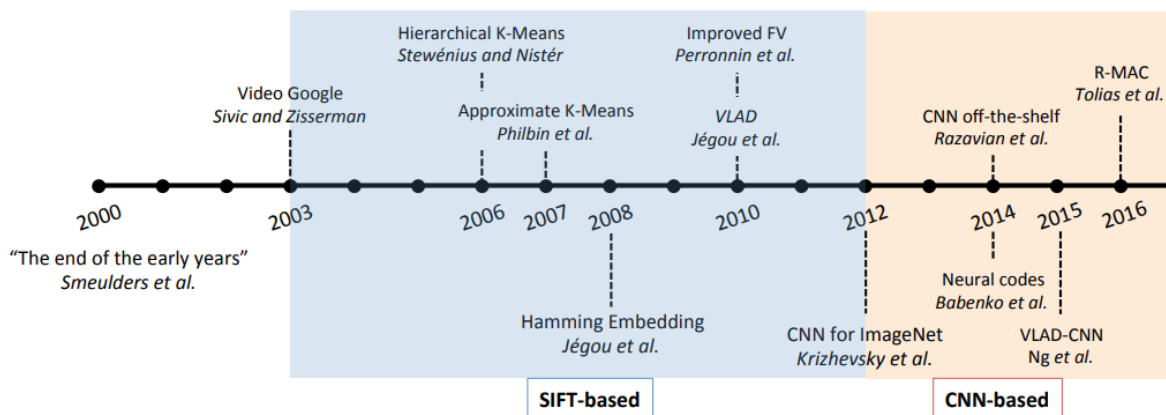 Hierarchical K-Means
Stewénius and Nistér
Improved FV
Perronnin et al.
R-MAC
Tolias et al.
Video Google
Sivic and Zisserman
Approximate K-Means
Philbin et al.
VLAD
Jégou et al.
CNN off-the-shelf
Razavian et al.
2000
2003
2006
2007
2008
2010
2012
2014
2015
2016
“The end of the early years”
Smeulders et al.
Hamming Embedding
Jégou et al.
CNN for ImageNet
Krizhevsky et al.
Neural codes
Babenko et al.
VLAD-CNN
Ng et al.
SIFT-based
CNN-based